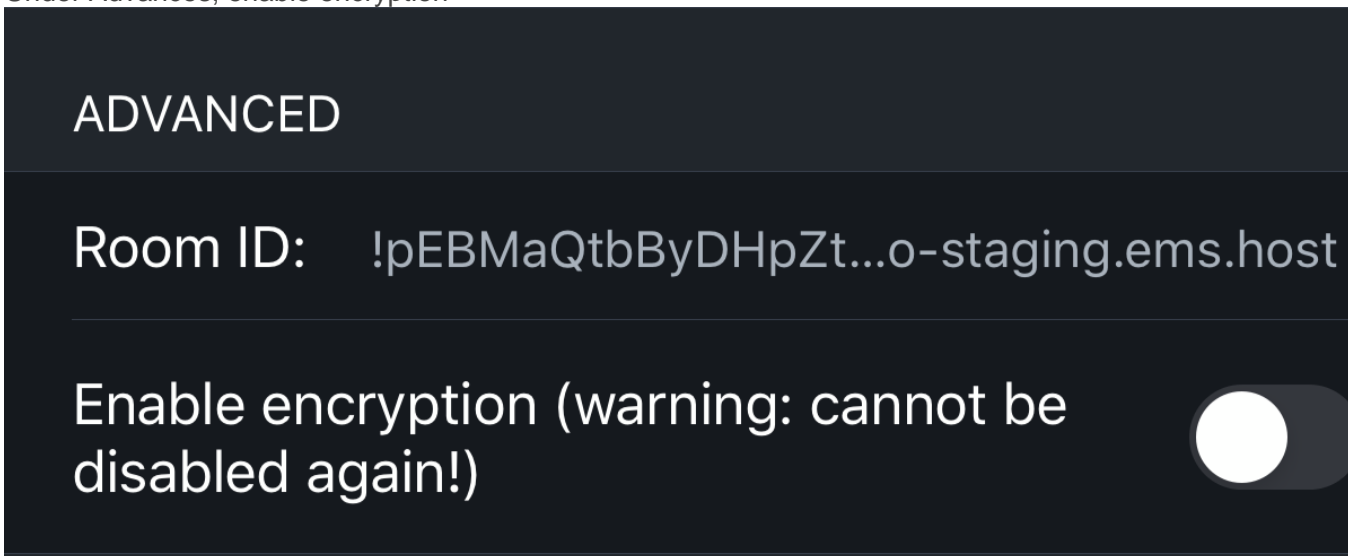 ADVANCED
Room ID: !pEBMaQtbByDHpZt...o-staging.ems.host
Enable encryption (warning: cannot be
disabled again!)